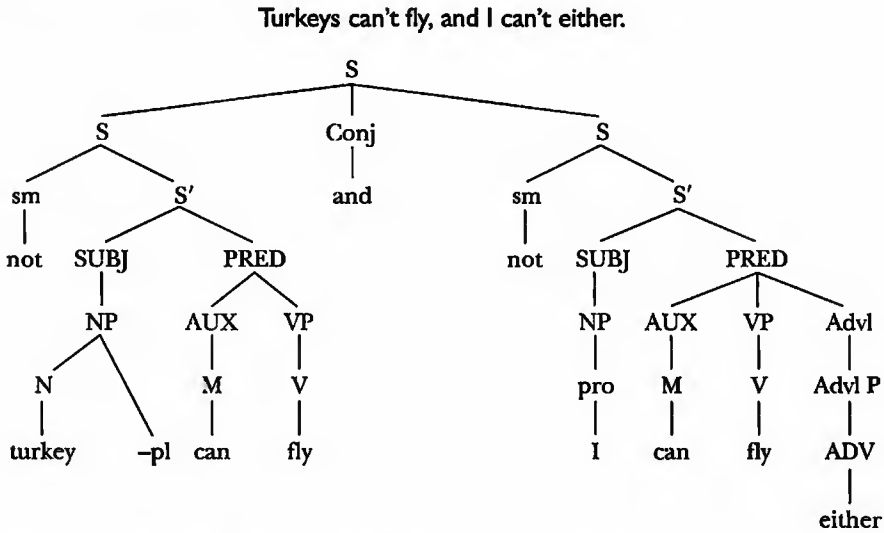 Turkeys can't fly, and I can't either.
S
S Conj S
sm S′ and sm S′
not SUBJ PRED not SUBJ PRED
NP AUX VP NP AUX VP Advl
N M V pro M V Advl P
turkey –pl can fly I can fly ADV
either